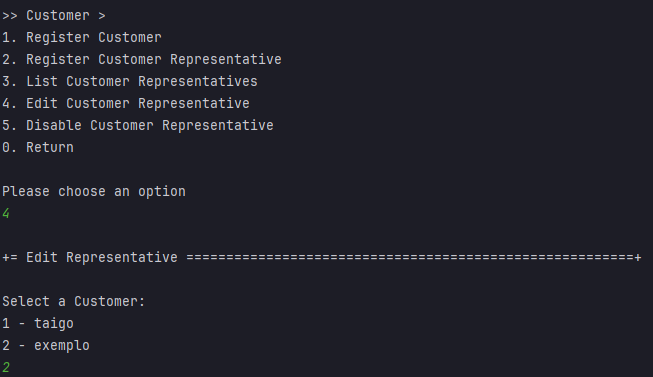 >> Customer >
1. Register Customer
2. Register Customer Representative
3. List Customer Representatives
4. Edit Customer Representative
5. Disable Customer Representative
0. Return
Please choose an option
4
+= Edit Representative ========================================================+
Select a Customer:
1 - taigo
2 - exemplo
2